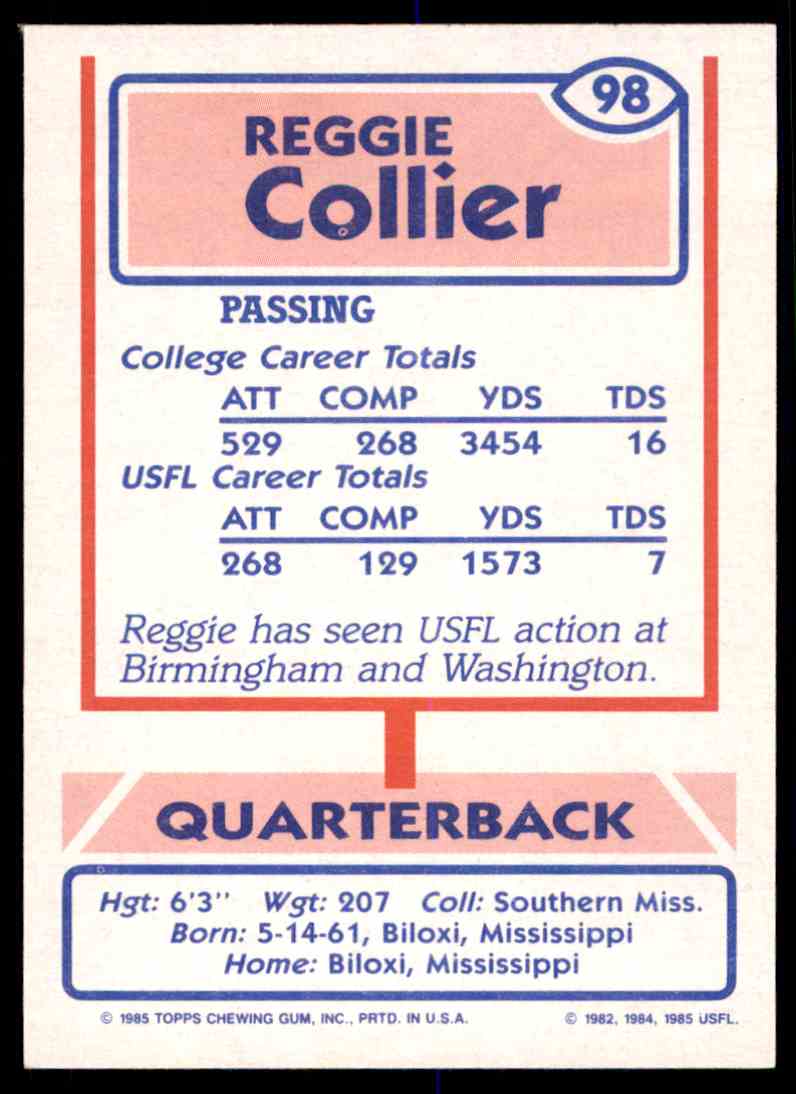 98
REGGIE
Collier
PASSING
College Career Totals
ATT COMP YDS TDS
529 268 3454 16
USFL Career Totals
ATT COMP YDS TDS
268 129 1573 7
Reggie has seen USFL action at
Birmingham and Washington.
QUARTERBACK
Hgt: 6'3" Wgt: 207 Coll: Southern Miss.
Born: 5-14-61, Biloxi, Mississippi
Home: Biloxi, Mississippi
© 1985 TOPPS CHEWING GUM, INC., PRTD. IN U.S.A. © 1982, 1984, 1985 USFL.